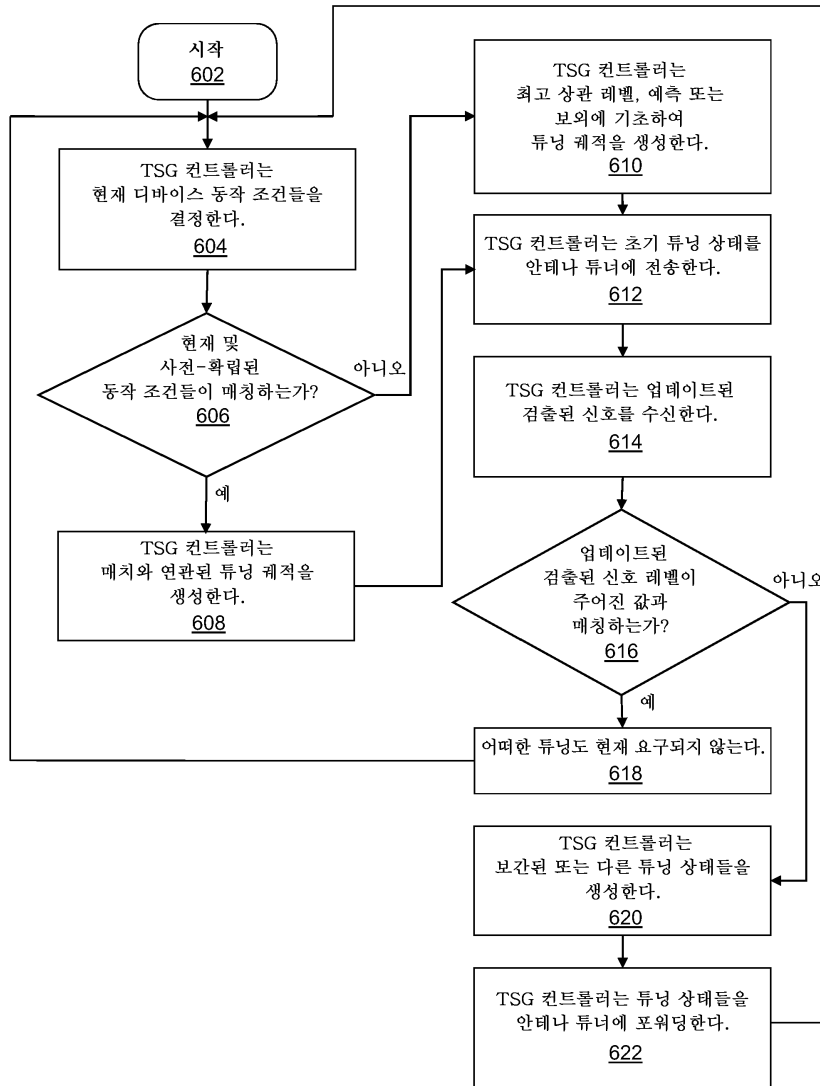 시작
602
TSG 컨트롤러는
현재 디바이스 동작 조건들을
결정한다.
604
현재 및
사전-확립된
동작 조건들이 매칭하는가?
606
아니오
예
TSG 컨트롤러는
매치와 연관된 튜닝 궤적을
생성한다.
608
TSG 컨트롤러는
최고 상관 레벨, 예측 또는
보외에 기초하여
튜닝 궤적을 생성한다.
610
TSG 컨트롤러는 초기 튜닝 상태를
안테나 튜너에 전송한다.
612
TSG 컨트롤러는 업데이트된
검출된 신호를 수신한다.
614
업데이트된
검출된 신호 레벨이
주어진 값과
매칭하는가?
616
아니오
예
어떠한 튜닝도 현재 요구되지 않는다.
618
TSG 컨트롤러는
보간된 또는 다른 튜닝 상태들을
생성한다.
620
TSG 컨트롤러는 튜닝 상태들을
안테나 튜너에 포워딩한다.
622